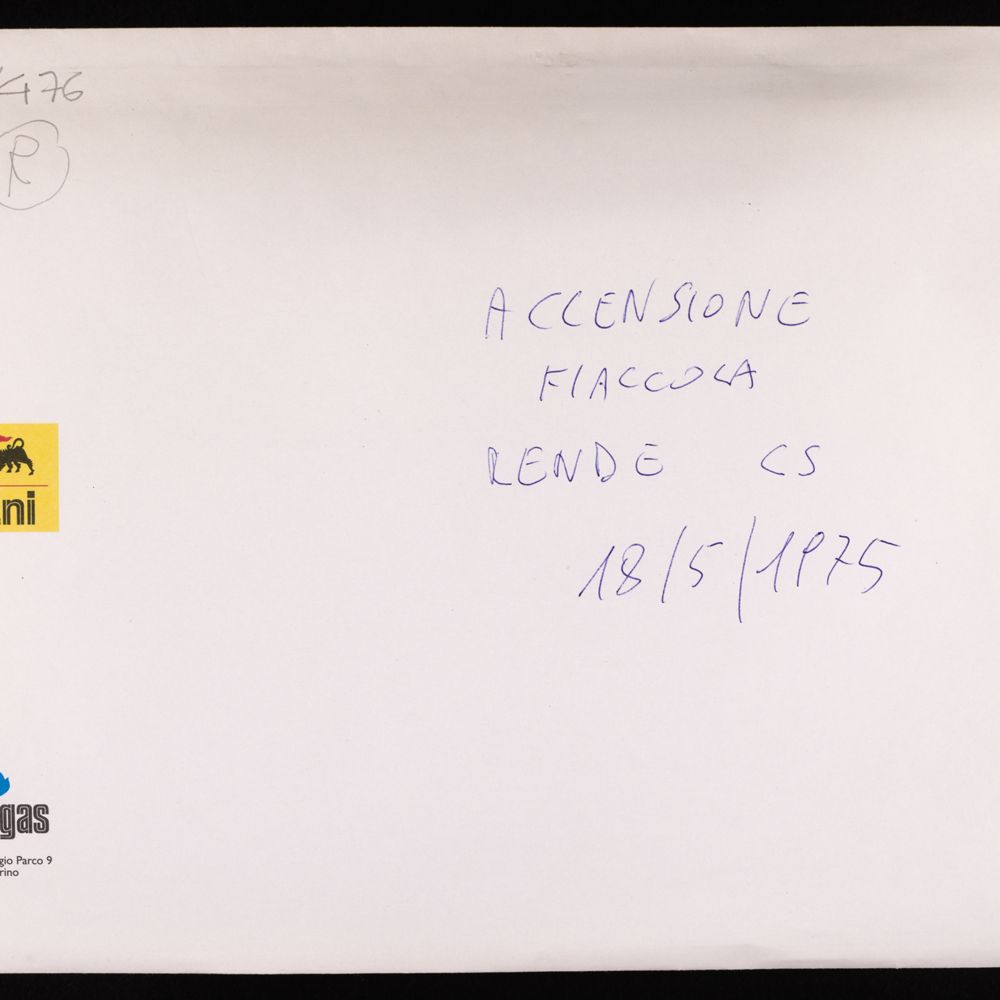 476
R
ACCENSIONE
FIACCOLA
RENDE CS
18/5/1975
ni
gas
gio Parco 9
rino